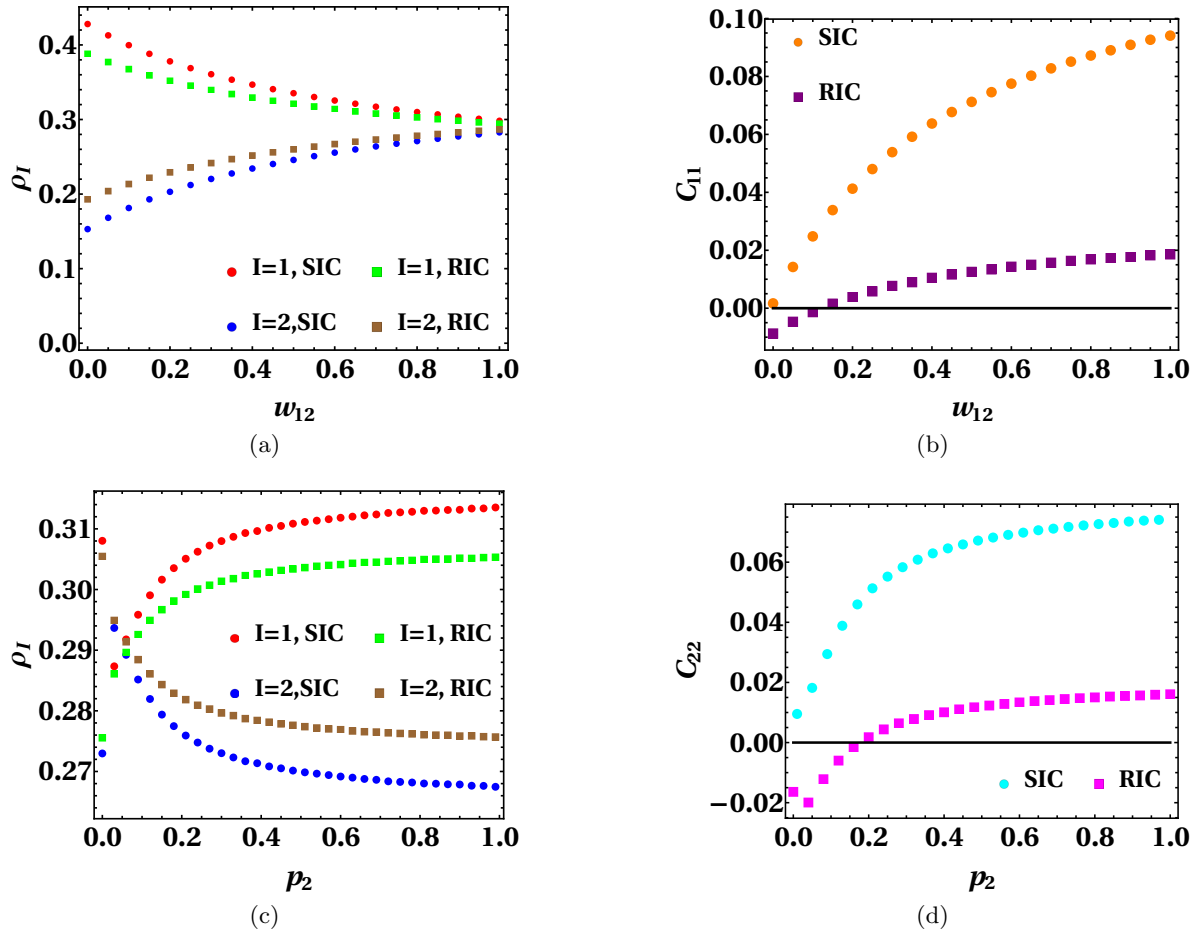 0.4
0.3
0.2
0.1
0.0
ρ_I
I=1, SIC
I=1, RIC
I=2,SIC
I=2, RIC
0.0 0.2 0.4 0.6 0.8 1.0
w₁₂
(a)
0.10
0.08
0.06
0.04
0.02
0.00
C₁₁
SIC
RIC
0.0 0.2 0.4 0.6 0.8 1.0
w₁₂
(b)
0.31
0.30
0.29
0.28
0.27
ρ_I
I=1, SIC
I=1, RIC
I=2,SIC
I=2, RIC
0.0 0.2 0.4 0.6 0.8 1.0
p₂
(c)
0.06
0.04
0.02
0.00
−0.02
C₂₂
SIC
RIC
0.0 0.2 0.4 0.6 0.8 1.0
p₂
(d)